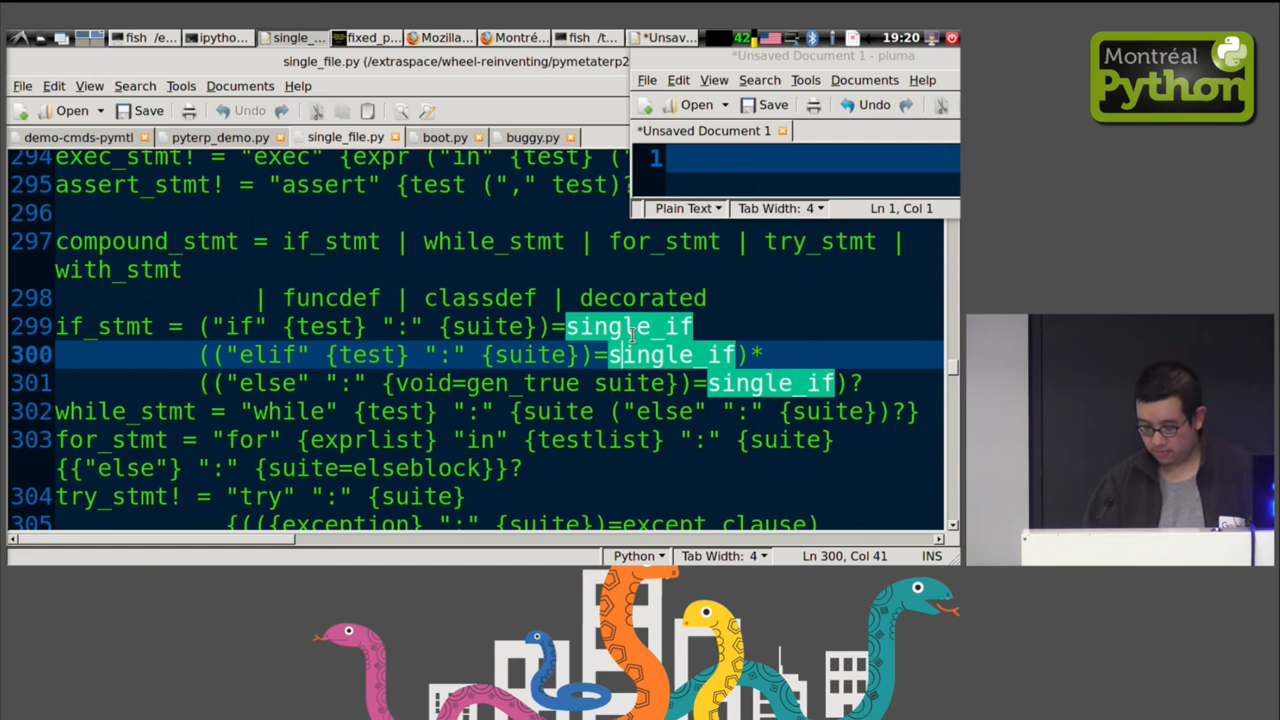 fish /e...
ipytho...
single_...
fixed_p...
Mozilla...
Montré...
fish /t...
*Unsav...
42
19:20
single_file.py (/extraspace/wheel-reinventing/pymetaterp2
*Unsaved Document 1 - pluma
File Edit View Search Tools Documents Help
File Edit View Search Tools Documents Help
Open Save Undo
Open Save Undo
demo-cmds-pymtl pyterp_demo.py single_file.py boot.py buggy.py
*Unsaved Document 1
1
Plain Text Tab Width: 4 Ln 1, Col 1
294 exec_stmt! = "exec" {expr ("in" {test} ("
295 assert_stmt! = "assert" {test ("," test)?
296
297 compound_stmt = if_stmt | while_stmt | for_stmt | try_stmt |
with_stmt
298 | funcdef | classdef | decorated
299 if_stmt = ("if" {test} ":" {suite})=single_if
300 (("elif" {test} ":" {suite})=single_if)*
301 (("else" ":" {void=gen_true suite})=single_if)?
302 while_stmt = "while" {test} ":" {suite ("else" ":" {suite})?}
303 for_stmt = "for" {exprlist} "in" {testlist} ":" {suite}
{{"else"} ":" {suite=elseblock}}?
304 try_stmt! = "try" ":" {suite}
305 {(({exception} ":" {suite})=except_clause)
Python Tab Width: 4 Ln 300, Col 41 INS
Montréal
Python